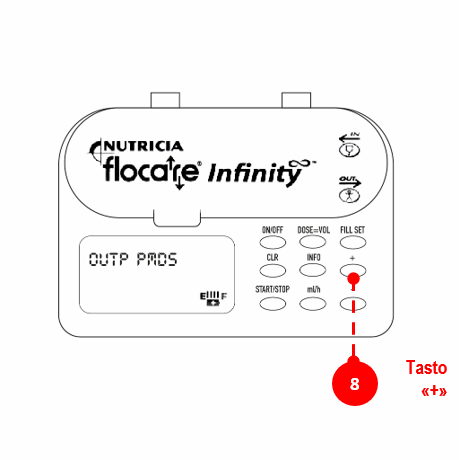 IN
NUTRICIA
flocare® Infinity™
OUT
ON/OFF DOSE=VOL FILL SET
CLR INFO +
OUTP PMDS
START/STOP ml/h -
E F
Tasto
8 «+»